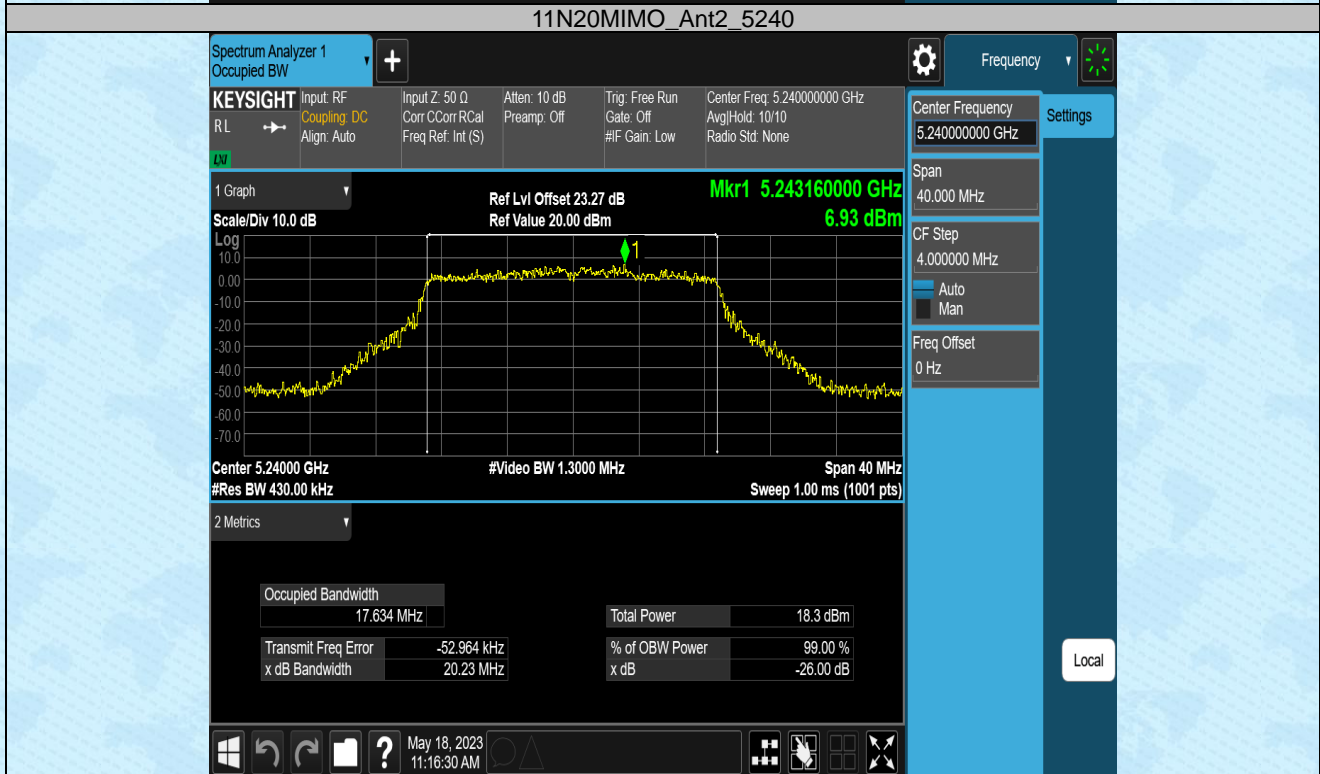 11N20MIMO_Ant2_5240
Spectrum Analyzer 1
Occupied BW
+
Frequency
KEYSIGHT
RL
LXI
Input: RF
Coupling: DC
Align: Auto
Input Z: 50 Ω
Corr CCorr RCal
Freq Ref: Int (S)
Atten: 10 dB
Preamp: Off
Trig: Free Run
Gate: Off
#IF Gain: Low
Center Freq: 5.240000000 GHz
Avg|Hold: 10/10
Radio Std: None
Center Frequency
5.240000000 GHz
Settings
Span
40.000 MHz
CF Step
4.000000 MHz
Auto
Man
Freq Offset
0 Hz
Local
1 Graph
Scale/Div 10.0 dB
Ref Lvl Offset 23.27 dB
Ref Value 20.00 dBm
Mkr1 5.243160000 GHz
6.93 dBm
Log
10.0
0.00
-10.0
-20.0
-30.0
-40.0
-50.0
-60.0
-70.0
1
Center 5.24000 GHz
#Video BW 1.3000 MHz
Span 40 MHz
#Res BW 430.00 kHz
Sweep 1.00 ms (1001 pts)
2 Metrics
Occupied Bandwidth
17.634 MHz
Total Power 18.3 dBm
Transmit Freq Error -52.964 kHz
% of OBW Power 99.00 %
x dB Bandwidth 20.23 MHz
x dB -26.00 dB
?
May 18, 2023
11:16:30 AM